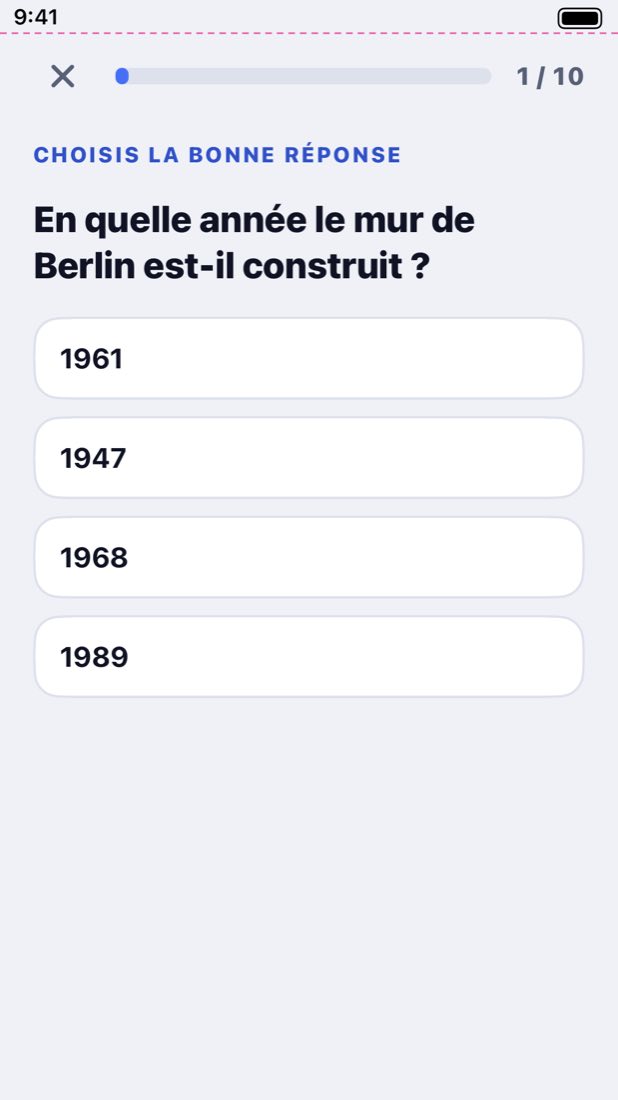 9:41
1 / 10
CHOISIS LA BONNE RÉPONSE
En quelle année le mur de
Berlin est-il construit ?
1961
1947
1968
1989